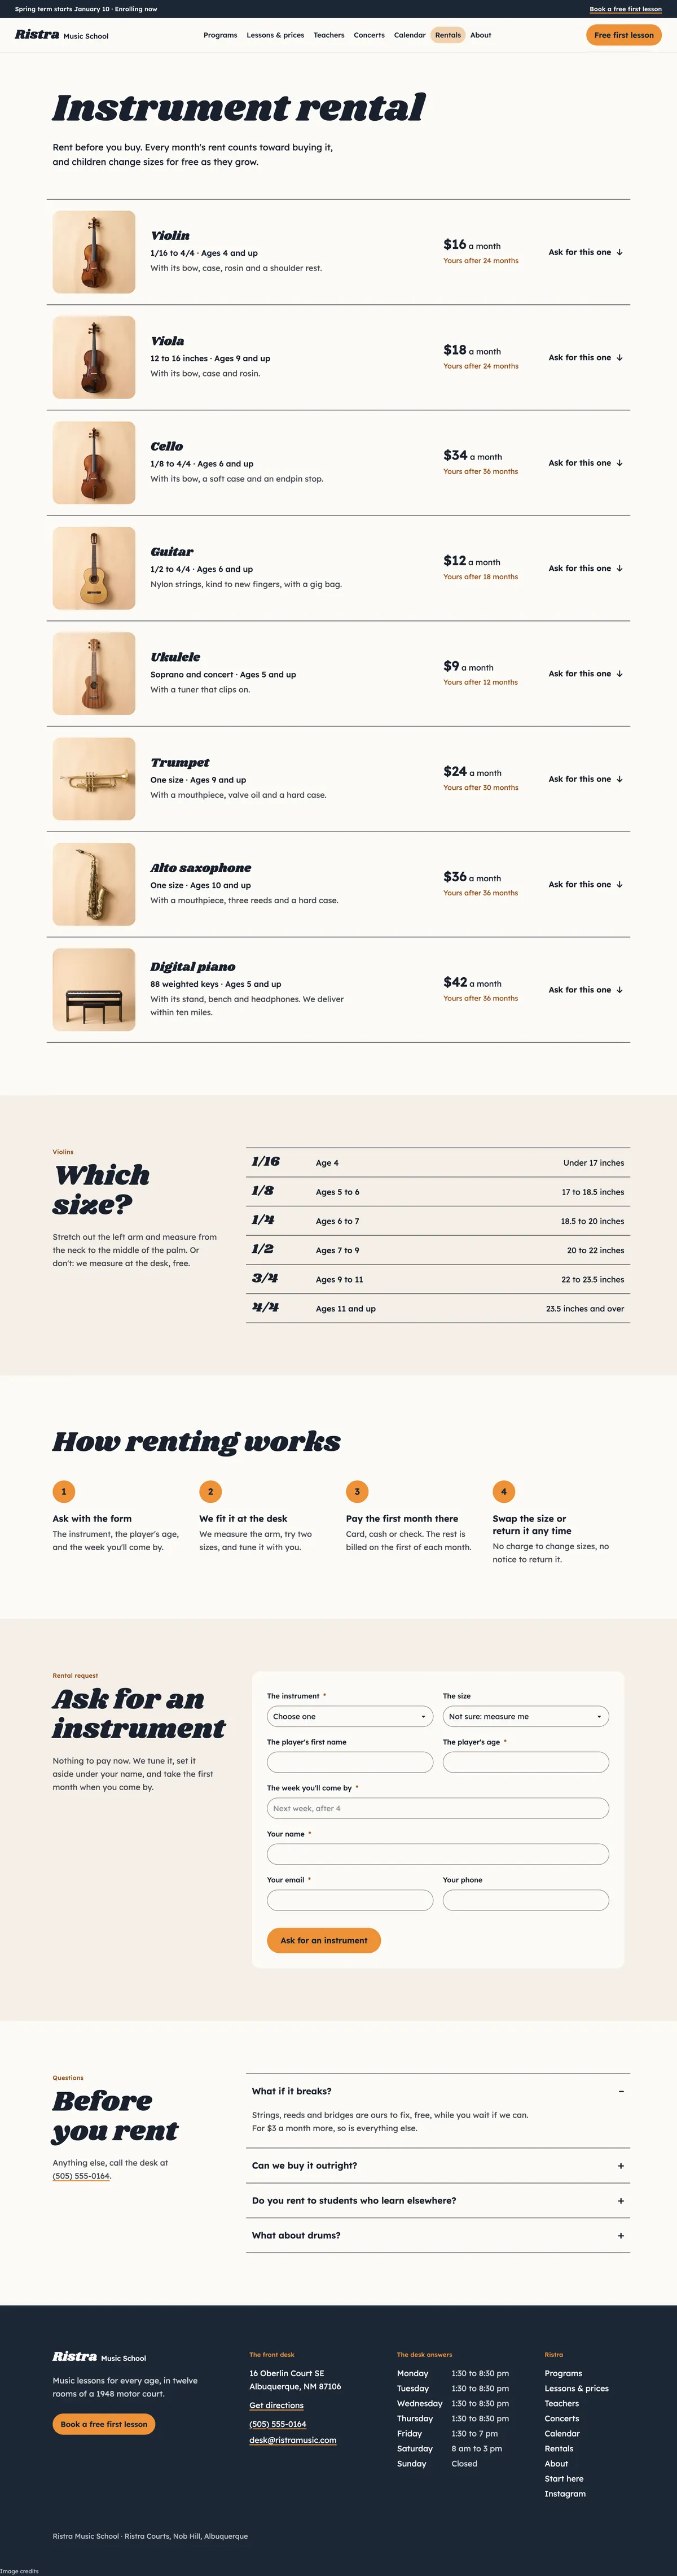 Spring term starts January 10 · Enrolling now
Book a free first lesson
Ristra Music School
Programs
Lessons & prices
Teachers
Concerts
Calendar
Rentals
About
Free first lesson
Instrument rental
Rent before you buy. Every month's rent counts toward buying it,
and children change sizes for free as they grow.
Violin
1/16 to 4/4 · Ages 4 and up
With its bow, case, rosin and a shoulder rest.
$16 a month
Yours after 24 months
Ask for this one ↓
Viola
12 to 16 inches · Ages 9 and up
With its bow, case and rosin.
$18 a month
Yours after 24 months
Ask for this one ↓
Cello
1/8 to 4/4 · Ages 6 and up
With its bow, a soft case and an endpin stop.
$34 a month
Yours after 36 months
Ask for this one ↓
Guitar
1/2 to 4/4 · Ages 6 and up
Nylon strings, kind to new fingers, with a gig bag.
$12 a month
Yours after 18 months
Ask for this one ↓
Ukulele
Soprano and concert · Ages 5 and up
With a tuner that clips on.
$9 a month
Yours after 12 months
Ask for this one ↓
Trumpet
One size · Ages 9 and up
With a mouthpiece, valve oil and a hard case.
$24 a month
Yours after 30 months
Ask for this one ↓
Alto saxophone
One size · Ages 10 and up
With a mouthpiece, three reeds and a hard case.
$36 a month
Yours after 36 months
Ask for this one ↓
Digital piano
88 weighted keys · Ages 5 and up
With its stand, bench and headphones. We deliver
within ten miles.
$42 a month
Yours after 36 months
Ask for this one ↓
Violins
Which
size?
Stretch out the left arm and measure from
the neck to the middle of the palm. Or
don't: we measure at the desk, free.
1/16 Age 4 Under 17 inches
1/8 Ages 5 to 6 17 to 18.5 inches
1/4 Ages 6 to 7 18.5 to 20 inches
1/2 Ages 7 to 9 20 to 22 inches
3/4 Ages 9 to 11 22 to 23.5 inches
4/4 Ages 11 and up 23.5 inches and over
How renting works
1
Ask with the form
The instrument, the player's age,
and the week you'll come by.
2
We fit it at the desk
We measure the arm, try two
sizes, and tune it with you.
3
Pay the first month there
Card, cash or check. The rest is
billed on the first of each month.
4
Swap the size or
return it any time
No charge to change sizes, no
notice to return it.
Rental request
Ask for an
instrument
Nothing to pay now. We tune it, set it
aside under your name, and take the first
month when you come by.
The instrument *
Choose one
The size
Not sure: measure me
The player's first name
The player's age *
The week you'll come by *
Next week, after 4
Your name *
Your email *
Your phone
Ask for an instrument
Questions
Before
you rent
Anything else, call the desk at
(505) 555-0164.
What if it breaks? −
Strings, reeds and bridges are ours to fix, free, while you wait if we can.
For $3 a month more, so is everything else.
Can we buy it outright? +
Do you rent to students who learn elsewhere? +
What about drums? +
Ristra Music School
Music lessons for every age, in twelve
rooms of a 1948 motor court.
Book a free first lesson
The front desk
16 Oberlin Court SE
Albuquerque, NM 87106
Get directions
(505) 555-0164
desk@ristramusic.com
The desk answers
Monday 1:30 to 8:30 pm
Tuesday 1:30 to 8:30 pm
Wednesday 1:30 to 8:30 pm
Thursday 1:30 to 8:30 pm
Friday 1:30 to 7 pm
Saturday 8 am to 3 pm
Sunday Closed
Ristra
Programs
Lessons & prices
Teachers
Concerts
Calendar
Rentals
About
Start here
Instagram
Ristra Music School · Ristra Courts, Nob Hill, Albuquerque
Image credits